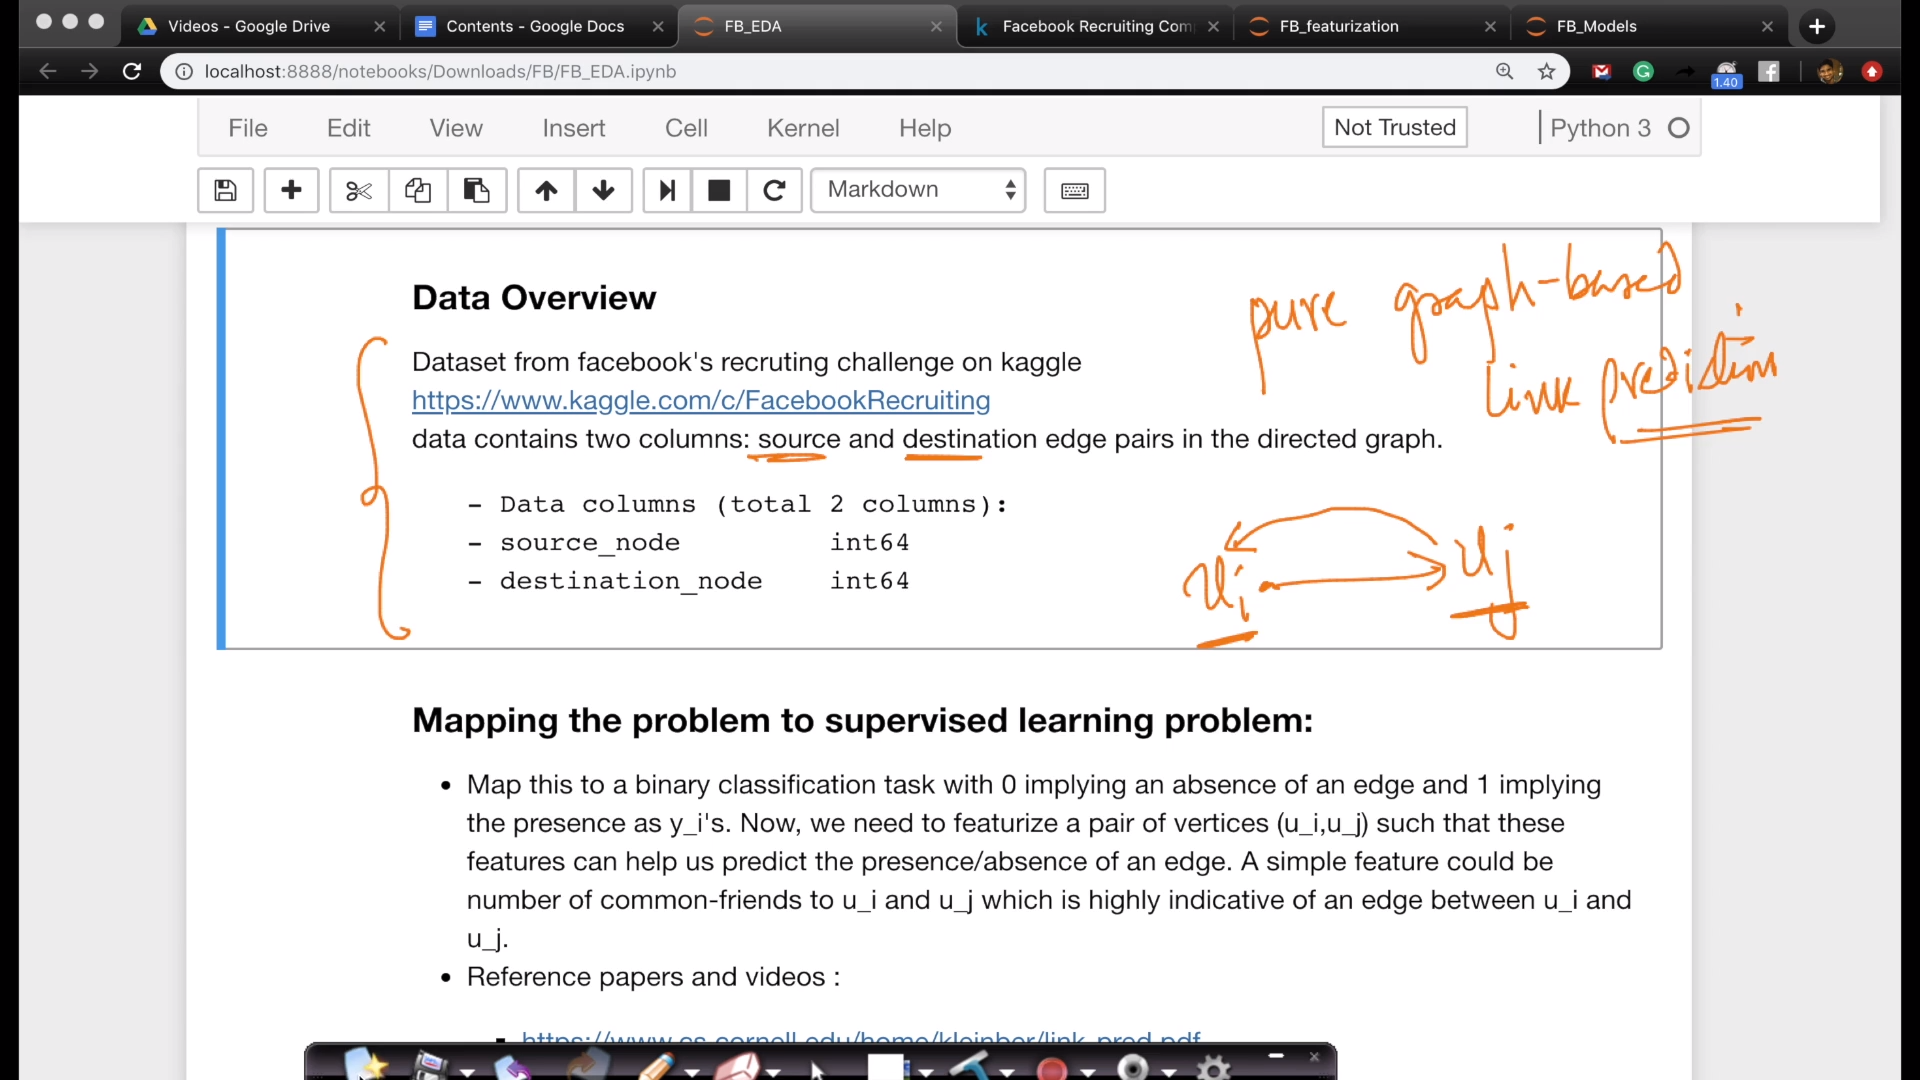 Videos - Google Drive
Contents - Google Docs
FB_EDA
Facebook Recruiting Com
FB_featurization
FB_Models
localhost:8888/notebooks/Downloads/FB/FB_EDA.ipynb
1.40
File Edit View Insert Cell Kernel Help
Not Trusted
Python 3
Markdown
Data Overview
pure graph-based
link prediction
Dataset from facebook's recruting challenge on kaggle
https://www.kaggle.com/c/FacebookRecruiting
data contains two columns: source and destination edge pairs in the directed graph.
- Data columns (total 2 columns):
- source_node int64
- destination_node int64
ui uj
Mapping the problem to supervised learning problem:
• Map this to a binary classification task with 0 implying an absence of an edge and 1 implying
the presence as y_i's. Now, we need to featurize a pair of vertices (u_i,u_j) such that these
features can help us predict the presence/absence of an edge. A simple feature could be
number of common-friends to u_i and u_j which is highly indicative of an edge between u_i and
u_j.
• Reference papers and videos :
https://www.cs.cornell.edu/home/kleinber/link_pred.pdf